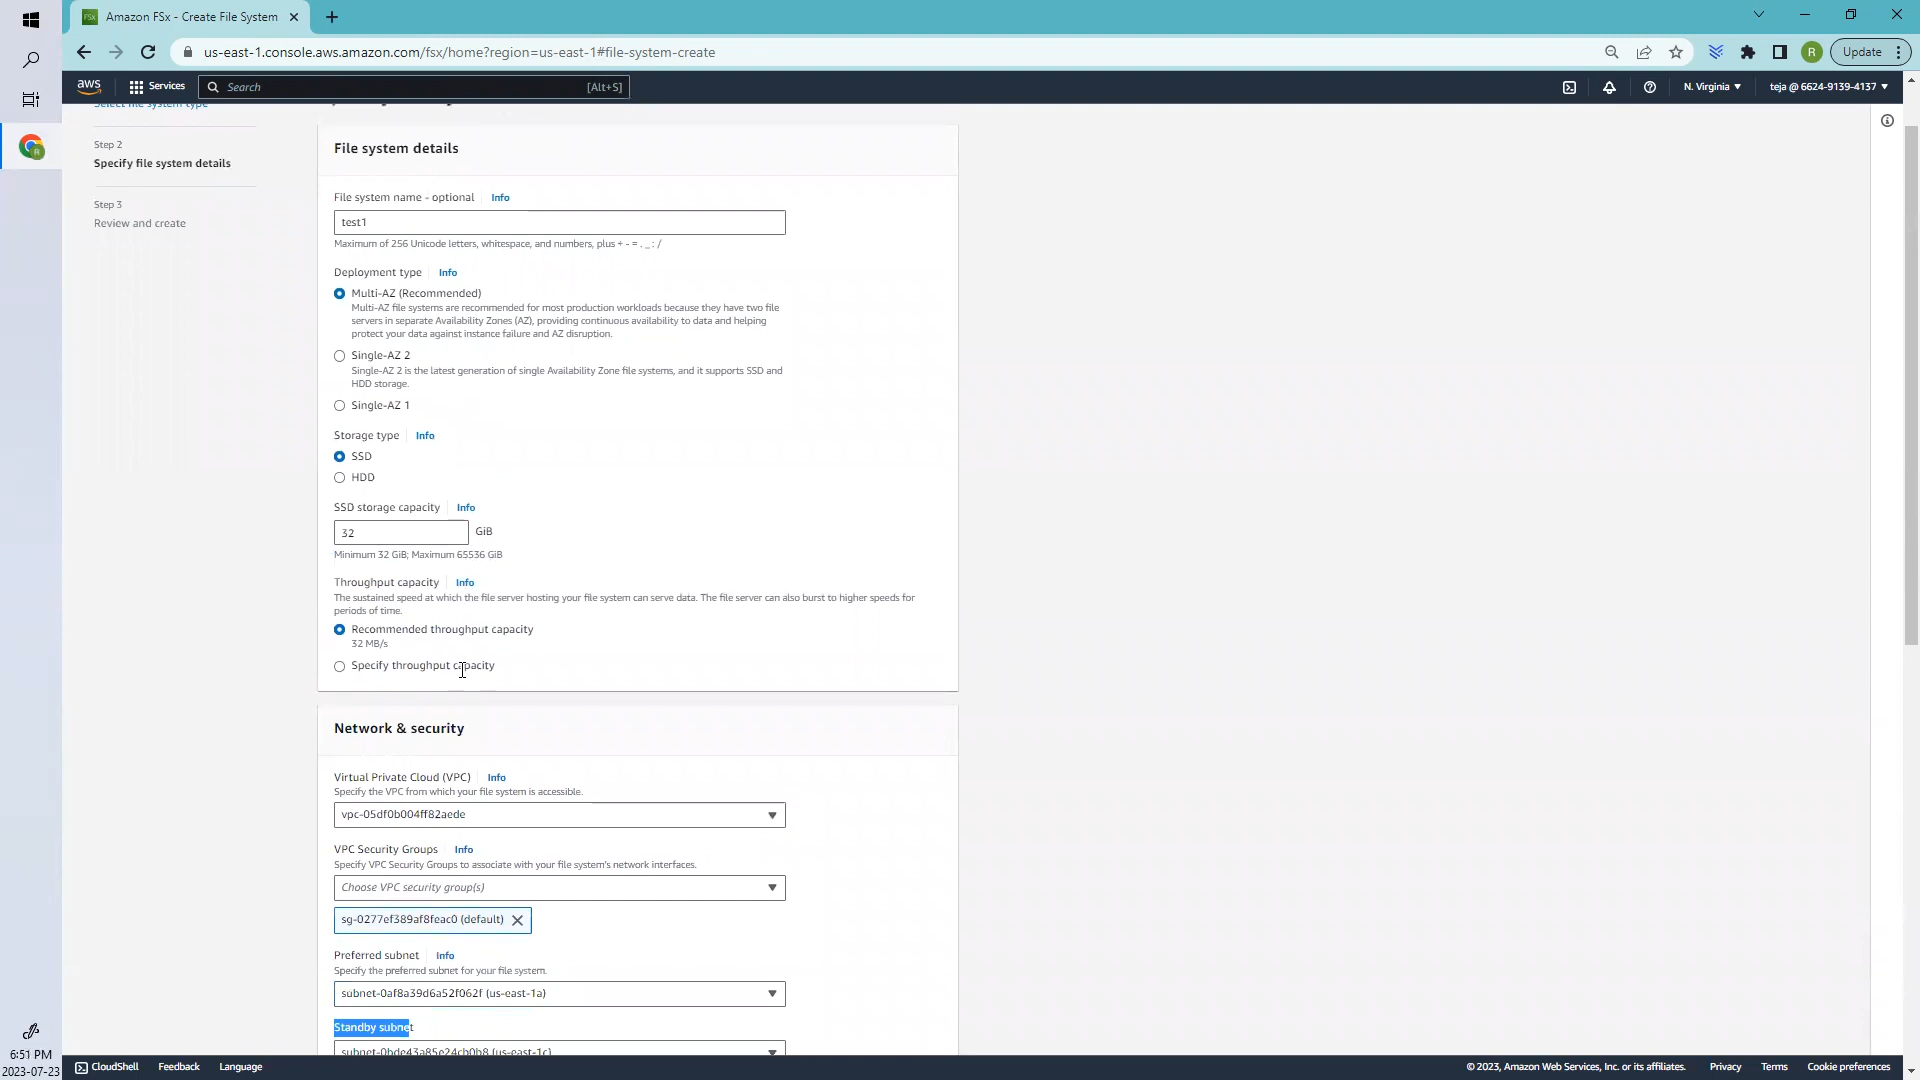 Amazon FSx - Create File System
us-east-1.console.aws.amazon.com/fsx/home?region=us-east-1#file-system-create
R
Update
aws
Services
Search
[Alt+S]
N. Virginia
teja @ 6624-9139-4137
Select file system type
Step 2
Specify file system details
Step 3
Review and create
File system details
File system name - optional Info
test1
Maximum of 256 Unicode letters, whitespace, and numbers, plus + - = . _ : /
Deployment type Info
Multi-AZ (Recommended)
Multi-AZ file systems are recommended for most production workloads because they have two file
servers in separate Availability Zones (AZ), providing continuous availability to data and helping
protect your data against instance failure and AZ disruption.
Single-AZ 2
Single-AZ 2 is the latest generation of single Availability Zone file systems, and it supports SSD and
HDD storage.
Single-AZ 1
Storage type Info
SSD
HDD
SSD storage capacity Info
32 GiB
Minimum 32 GiB; Maximum 65536 GiB
Throughput capacity Info
The sustained speed at which the file server hosting your file system can serve data. The file server can also burst to higher speeds for
periods of time.
Recommended throughput capacity
32 MB/s
Specify throughput capacity
Network & security
Virtual Private Cloud (VPC) Info
Specify the VPC from which your file system is accessible.
vpc-05df0b004ff82aede
VPC Security Groups Info
Specify VPC Security Groups to associate with your file system's network interfaces.
Choose VPC security group(s)
sg-0277ef389af8feac0 (default)
Preferred subnet Info
Specify the preferred subnet for your file system.
subnet-0af8a39d6a52f062f (us-east-1a)
Standby subnet
subnet-0bde43a85e24cb0b8 (us-east-1c)
CloudShell
Feedback
Language
© 2023, Amazon Web Services, Inc. or its affiliates.
Privacy
Terms
Cookie preferences
6:51 PM
2023-07-23